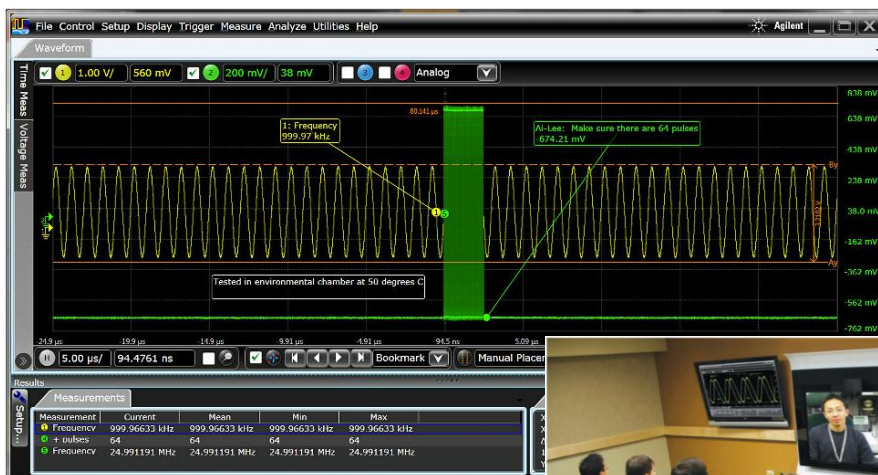 File Control Setup Display Trigger Measure Analyze Utilities Help
Agilent
Waveform
Time Meas
Voltage Meas
1 1.00 V/ 560 mV 2 200 mV/ 38 mV 3 4 Analog
838 mV
638 mV
438 mV
238 mV
38.0 mV
-162 mV
-362 mV
-562 mV
-762 mV
80.141 µs
1: Frequency
999.97 kHz
Ai-Lee: Make sure there are 64 pulses
-674.21 mV
By
Ay
Tested in environmental chamber at 50 degrees C
-24.9 µs -19.9 µs -14.9 µs -9.91 µs -4.91 µs 94.5 ns 5.09 µs
H 5.00 µs/ 94.4761 ns Bookmark Manual Placer
Results
Setup...
Measurements
Measurement Current Mean Min Max
Frequency 999.96633 kHz 999.96633 kHz 999.96633 kHz 999.96633 kHz
+ pulses 64 64 64 64
Frequency 24.991191 MHz 24.991191 MHz 24.991191 MHz 24.991191 MHz